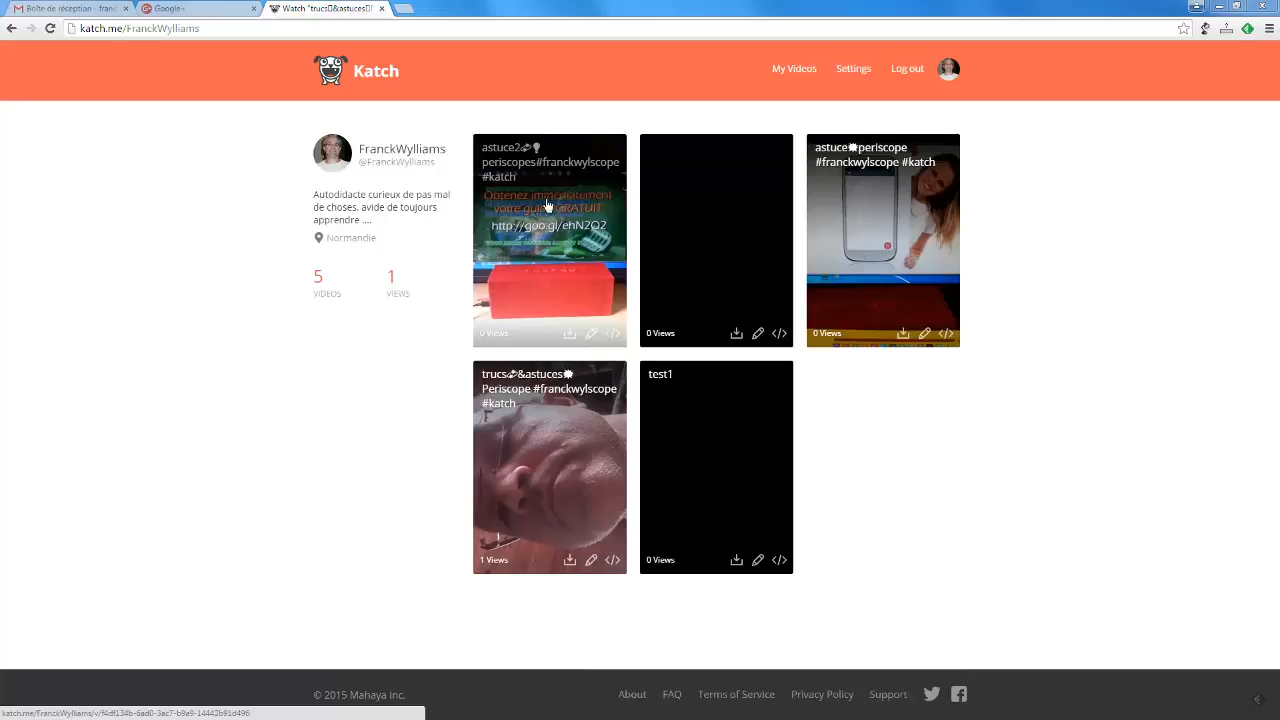 Boîte de réception - franc
Google+
Watch "trucs&astuces
katch.me/FrankWylliams
Katch
My Videos
Settings
Log out
FranckWylliams
@FranckWylliams
Autodidacte curieux de pas mal
de choses, avide de toujours
apprendre ....
Normandie
5
1
VIDEOS
VIEWS
astuce2
periscopes#franckwylscope
#katch
Obtenez immédiatement
votre guide GRATUIT
http://goo.gl/ehN2Q2
0 Views
0 Views
astuce periscope
#franckwylscope #katch
0 Views
trucs &astuces
Periscope #franckwylscope
#katch
1 Views
test1
0 Views
© 2015 Mahaya Inc.
About
FAQ
Terms of Service
Privacy Policy
Support
katch.me/FranckWylliams/v/f4df134b-6ad0-3ac7-b9a9-14442b91d496